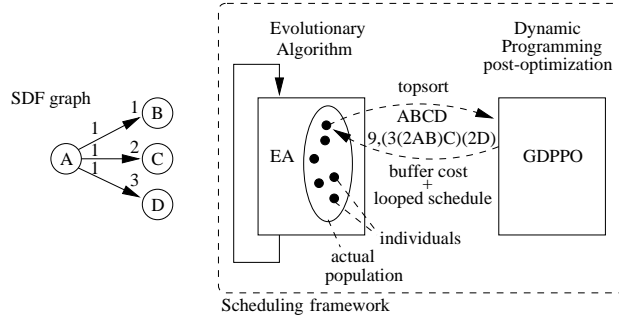 SDF graph
A
B
C
D
1
1
1
1
2
3
Evolutionary
Algorithm
Dynamic
Programming
post-optimization
EA
topsort
ABCD
9,(3(2AB)C)(2D)
buffer cost
+
looped schedule
GDPPO
individuals
actual
population
Scheduling framework